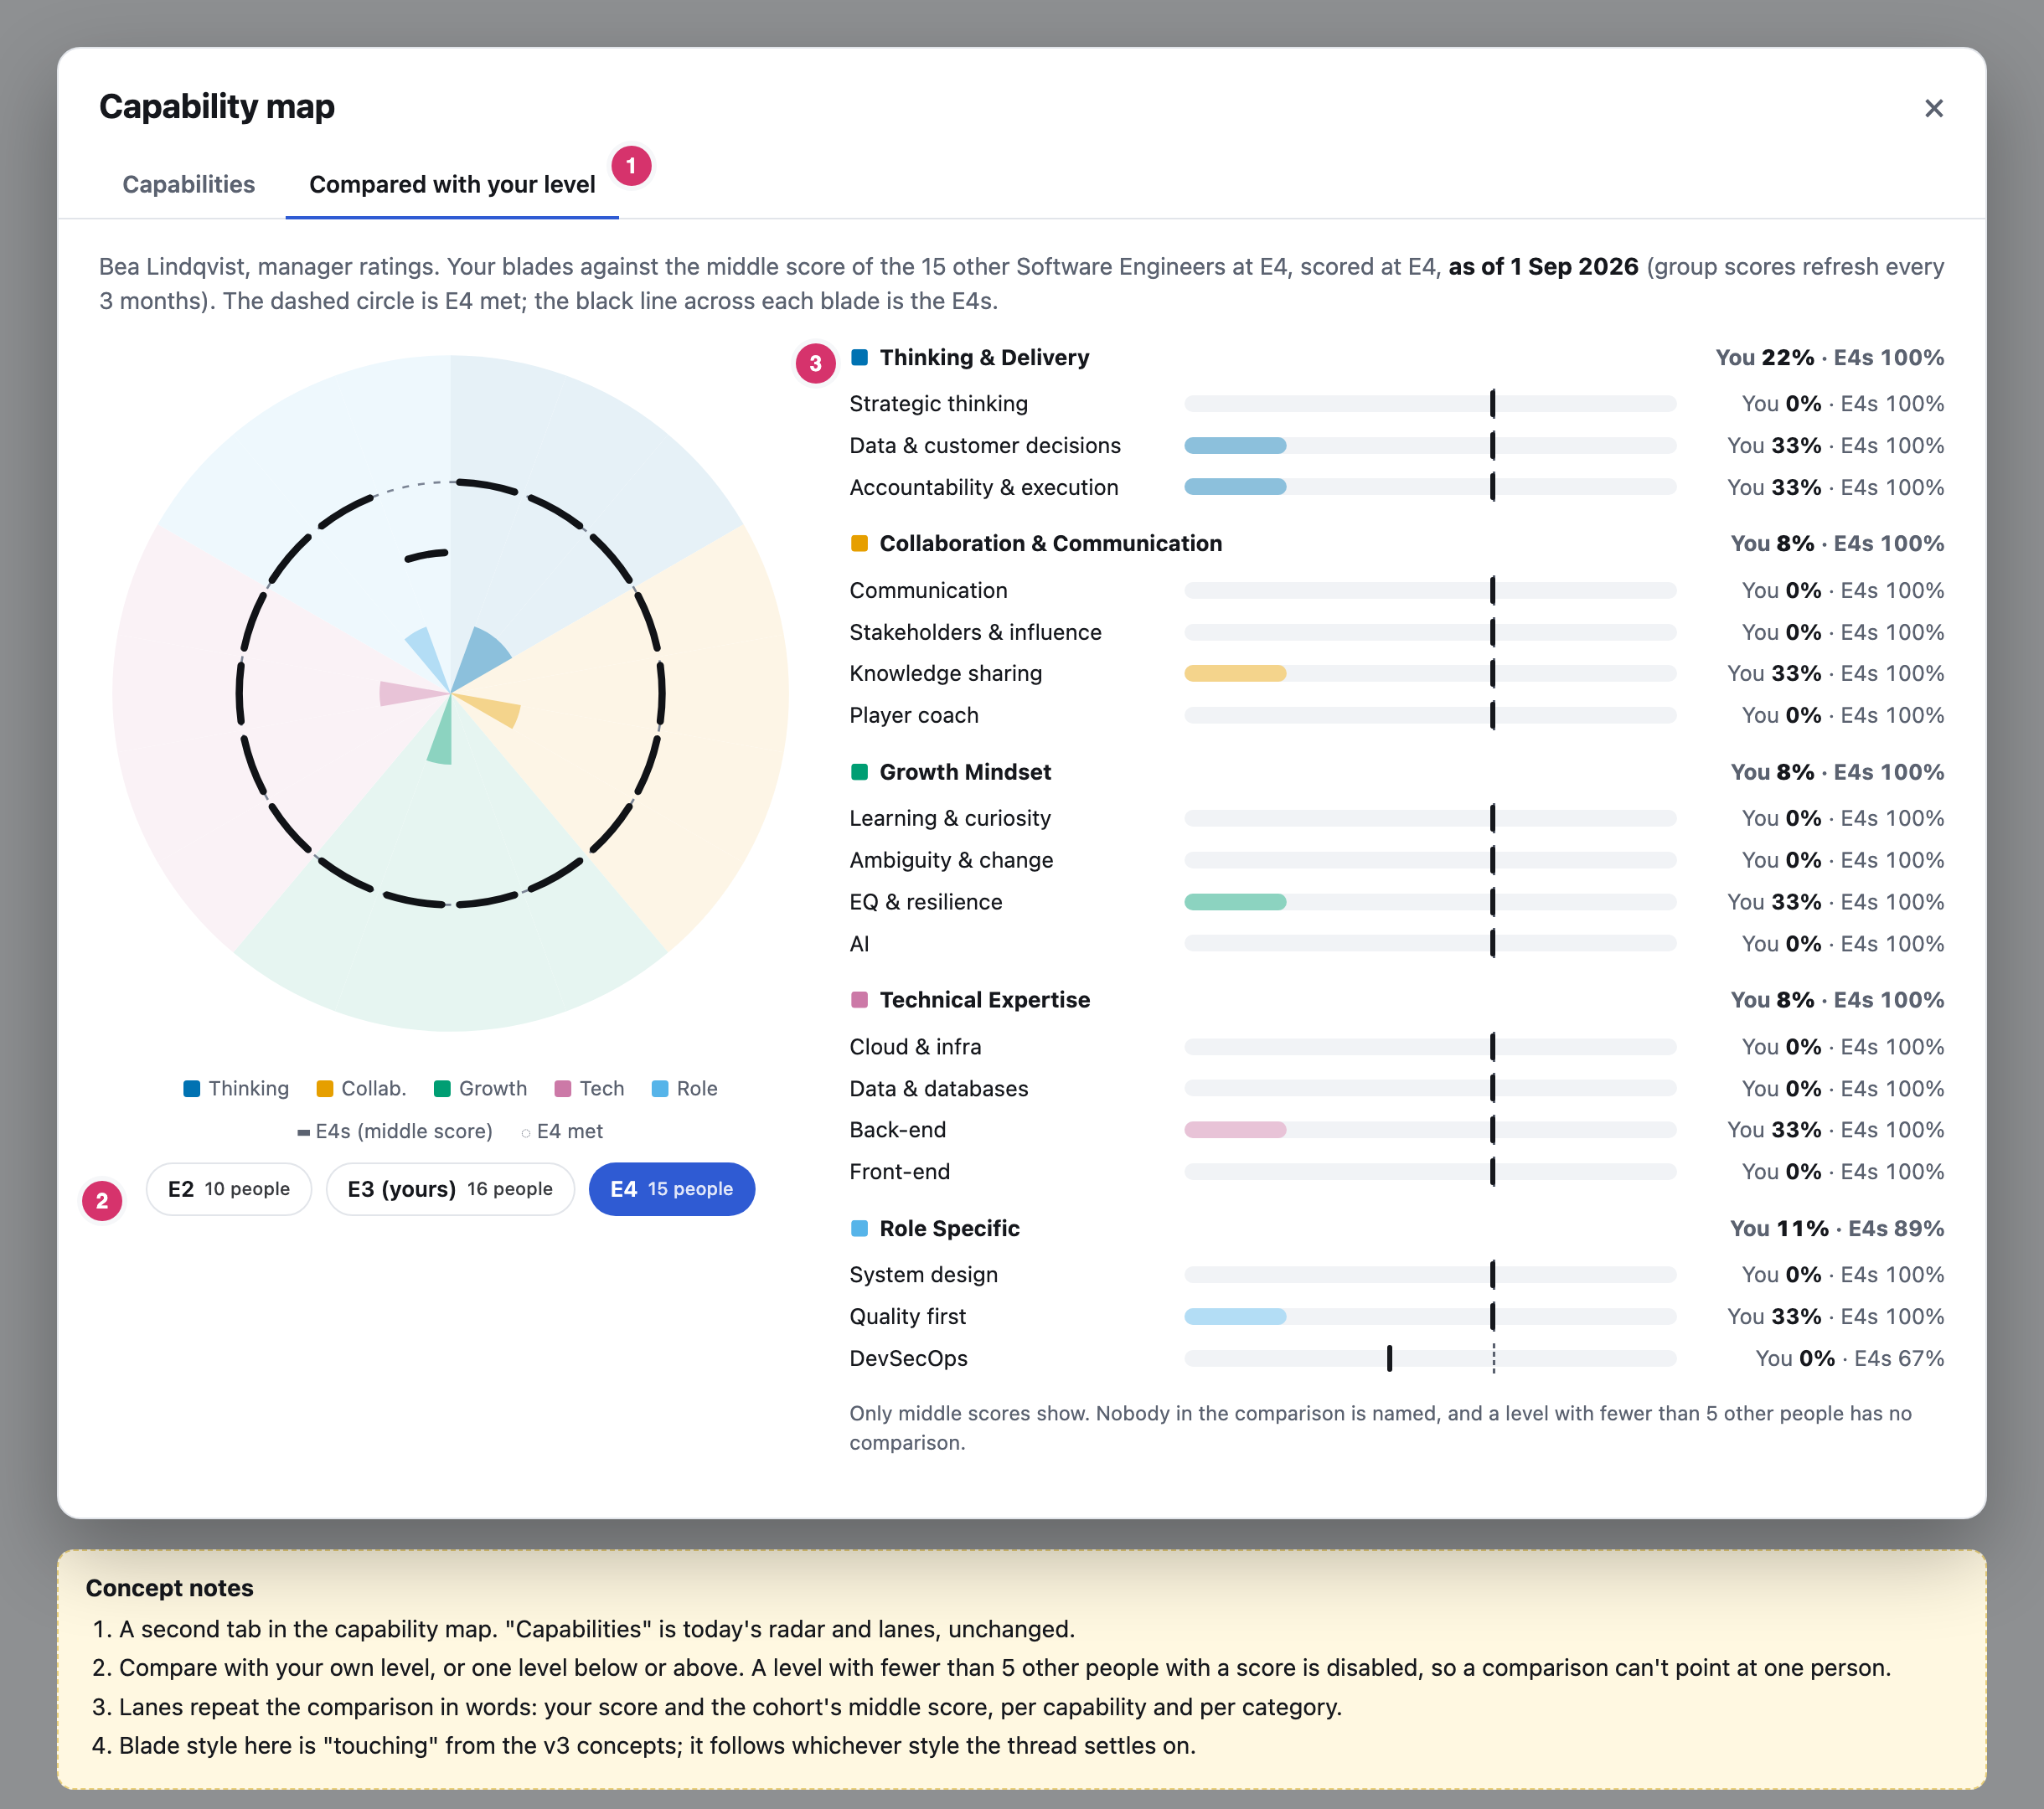 Capability map
×
Capabilities
Compared with your level
1
Bea Lindqvist, manager ratings. Your blades against the middle score of the 15 other Software Engineers at E4, scored at E4, as of 1 Sep 2026 (group scores refresh every
3 months). The dashed circle is E4 met; the black line across each blade is the E4s.
Thinking
Collab.
Growth
Tech
Role
E4s (middle score)
E4 met
2
E2 10 people
E3 (yours) 16 people
E4 15 people
3
Thinking & Delivery You 22% · E4s 100%
Strategic thinking You 0% · E4s 100%
Data & customer decisions You 33% · E4s 100%
Accountability & execution You 33% · E4s 100%
Collaboration & Communication You 8% · E4s 100%
Communication You 0% · E4s 100%
Stakeholders & influence You 0% · E4s 100%
Knowledge sharing You 33% · E4s 100%
Player coach You 0% · E4s 100%
Growth Mindset You 8% · E4s 100%
Learning & curiosity You 0% · E4s 100%
Ambiguity & change You 0% · E4s 100%
EQ & resilience You 33% · E4s 100%
AI You 0% · E4s 100%
Technical Expertise You 8% · E4s 100%
Cloud & infra You 0% · E4s 100%
Data & databases You 0% · E4s 100%
Back-end You 33% · E4s 100%
Front-end You 0% · E4s 100%
Role Specific You 11% · E4s 89%
System design You 0% · E4s 100%
Quality first You 33% · E4s 100%
DevSecOps You 0% · E4s 67%
Only middle scores show. Nobody in the comparison is named, and a level with fewer than 5 other people has no
comparison.
Concept notes
1. A second tab in the capability map. "Capabilities" is today's radar and lanes, unchanged.
2. Compare with your own level, or one level below or above. A level with fewer than 5 other people with a score is disabled, so a comparison can't point at one person.
3. Lanes repeat the comparison in words: your score and the cohort's middle score, per capability and per category.
4. Blade style here is "touching" from the v3 concepts; it follows whichever style the thread settles on.